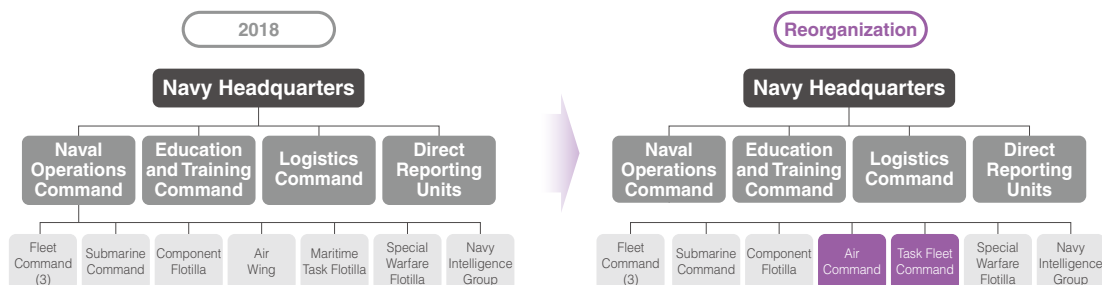 2018
Navy Headquarters
Naval
Operations
Command
Education
and Training
Command
Logistics
Command
Direct
Reporting
Units
Fleet
Command
(3)
Submarine
Command
Component
Flotilla
Air
Wing
Maritime
Task Flotilla
Special
Warfare
Flotilla
Navy
Intelligence
Group
Reorganization
Navy Headquarters
Naval
Operations
Command
Education
and Training
Command
Logistics
Command
Direct
Reporting
Units
Fleet
Command
(3)
Submarine
Command
Component
Flotilla
Air
Command
Task Fleet
Command
Special
Warfare
Flotilla
Navy
Intelligence
Group